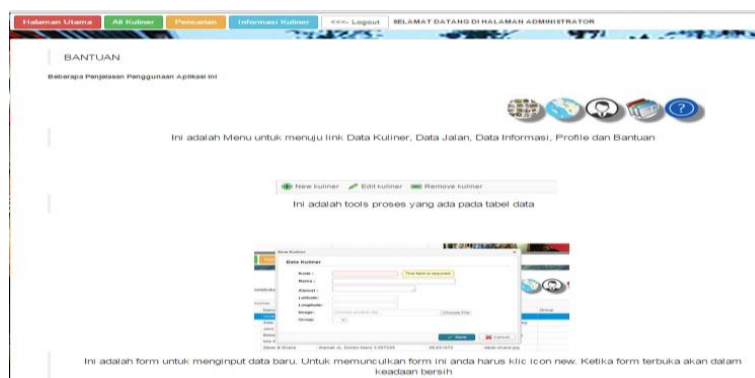 Halaman Utama All Kuliner Pencarian Informasi Kuliner <<<- Logout SELAMAT DATANG DI HALAMAN ADMINISTRATOR
BANTUAN
Beberapa Penjelasan Penggunaan Aplikasi Ini
Ini adalah Menu untuk menuju link Data Kuliner, Data Jalan, Data Informasi, Profile dan Bantuan
New kuliner Edit kuliner Remove kuliner
Ini adalah tools proses yang ada pada tabel data
New Kuliner
Data Kuliner
Kode :
This field is required.
Nama :
Alamat :
Latitude:
Longitude:
Image: Choose File
Group:
Group
Save Cancel
Ini adalah form untuk menginput data baru. Untuk memunculkan form ini anda harus klic icon new. Ketika form terbuka akan dalam
keadaan bersih